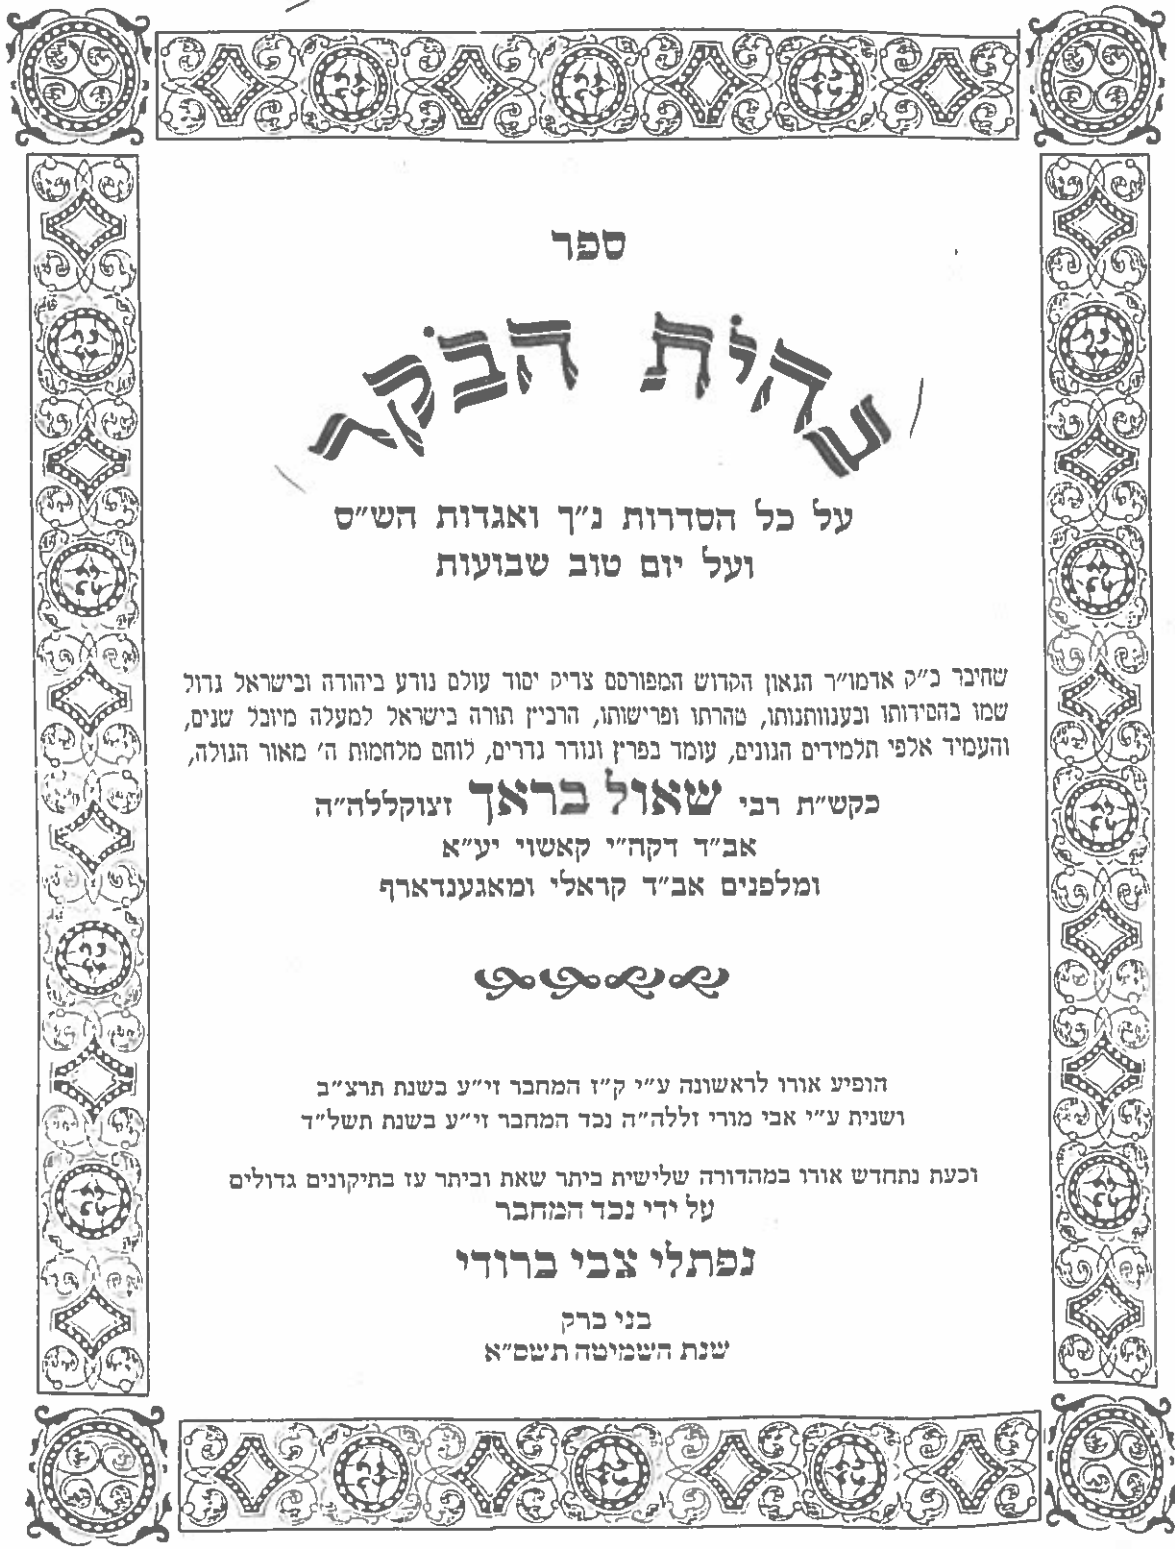 ספר
עֹלַת הבֹקר
על כל הסדרות נ״ך ואגדות הש״ס
ועל יום טוב שבועות
שחיבר כ״ק אדמו״ר הגאון הקדוש המפורסם צדיק יסוד עולם נודע ביהודה ובישראל גדול
שמו בחסידותו ובענוותנותו, טהרתו ופרישותו, הרביץ תורה בישראל למעלה מיובל שנים,
והעמיד אלפי תלמידים הגונים, עומד בפרץ וגודר גדרים, לוחם מלחמות ה׳ מאור הגולה,
כקש״ת רבי שאול בראך זצוקללה״ה
אב״ד דקה״י קאשוי יע״א
ומלפנים אב״ד קראלי ומאגענדארף
הופיע אורו לראשונה ע״י ק״ז המחבר זי״ע בשנת תרצ״ב
ושנית ע״י אבי מורי זללה״ה נכד המחבר זי״ע בשנת תשל״ד
וכעת נתחדש אורו במהדורה שלישית ביתר שאת וביתר עז בתיקונים גדולים
על ידי נכד המחבר
נפתלי צבי ברודי
בני ברק
שנת השמיטה תשס״א